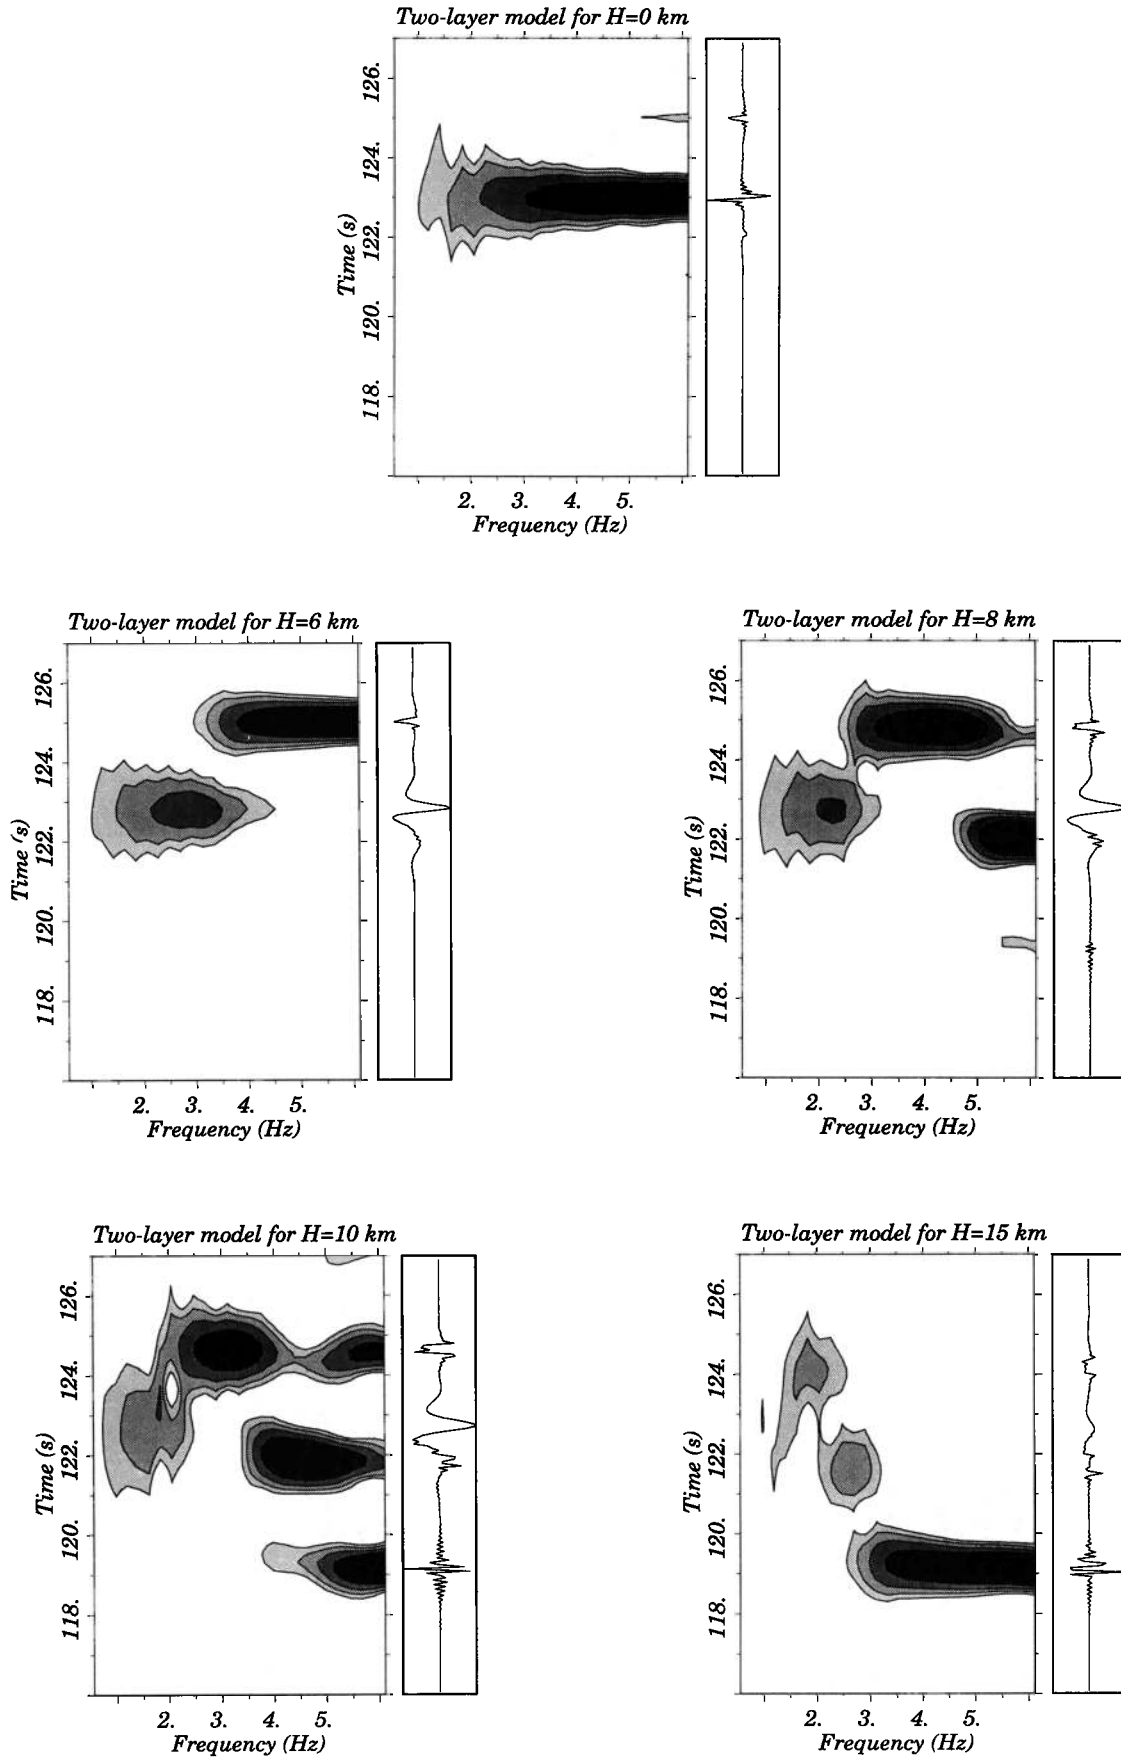 Two-layer model for H=0 km
126.
124.
122.
120.
118.
Time (s)
2. 3. 4. 5.
Frequency (Hz)
Two-layer model for H=6 km
126.
124.
122.
120.
118.
Time (s)
2. 3. 4. 5.
Frequency (Hz)
Two-layer model for H=8 km
126.
124.
122.
120.
118.
Time (s)
2. 3. 4. 5.
Frequency (Hz)
Two-layer model for H=10 km
126.
124.
122.
120.
118.
Time (s)
2. 3. 4. 5.
Frequency (Hz)
Two-layer model for H=15 km
126.
124.
122.
120.
118.
Time (s)
2. 3. 4. 5.
Frequency (Hz)